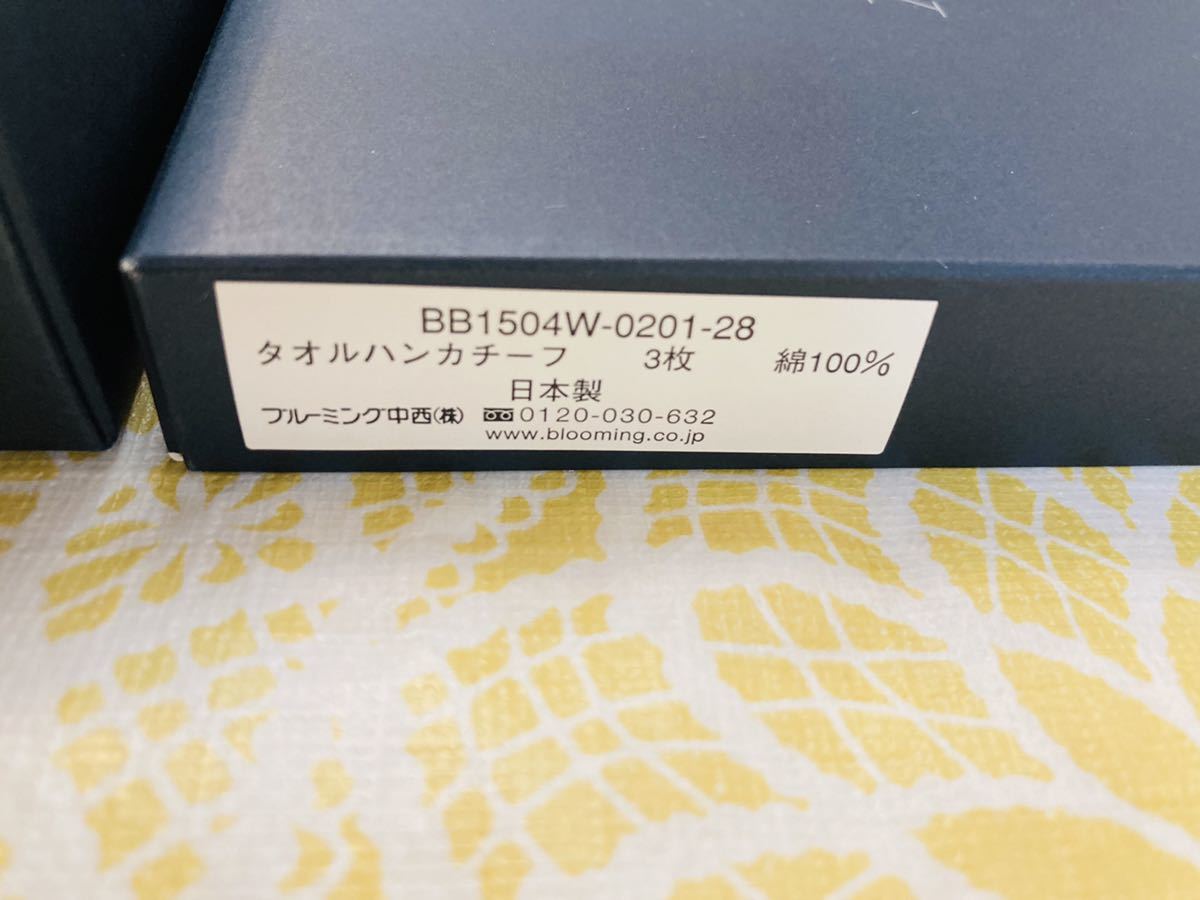 BB1504W-0201-28
タオルハンカチーフ 3枚 綿100%
日本製
ブルーミング中西(株) 0120-030-632
www.blooming.co.jp